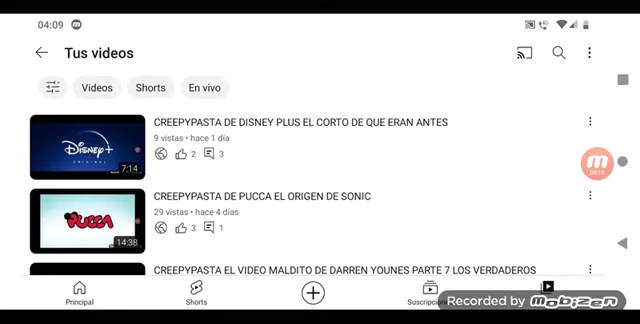 04:09
Tus videos
Videos
Shorts
En vivo
CREEPYPASTA DE DISNEY PLUS EL CORTO DE QUE ERAN ANTES
9 vistas • hace 1 día
2
3
Disney+
ORIGINAL
7:14
CREEPYPASTA DE PUCCA EL ORIGEN DE SONIC
29 vistas • hace 4 días
3
1
PUCCA
14:38
CREEPYPASTA EL VIDEO MALDITO DE DARREN YOUNES PARTE 7 LOS VERDADEROS
Principal
Shorts
Recorded by Mobizen